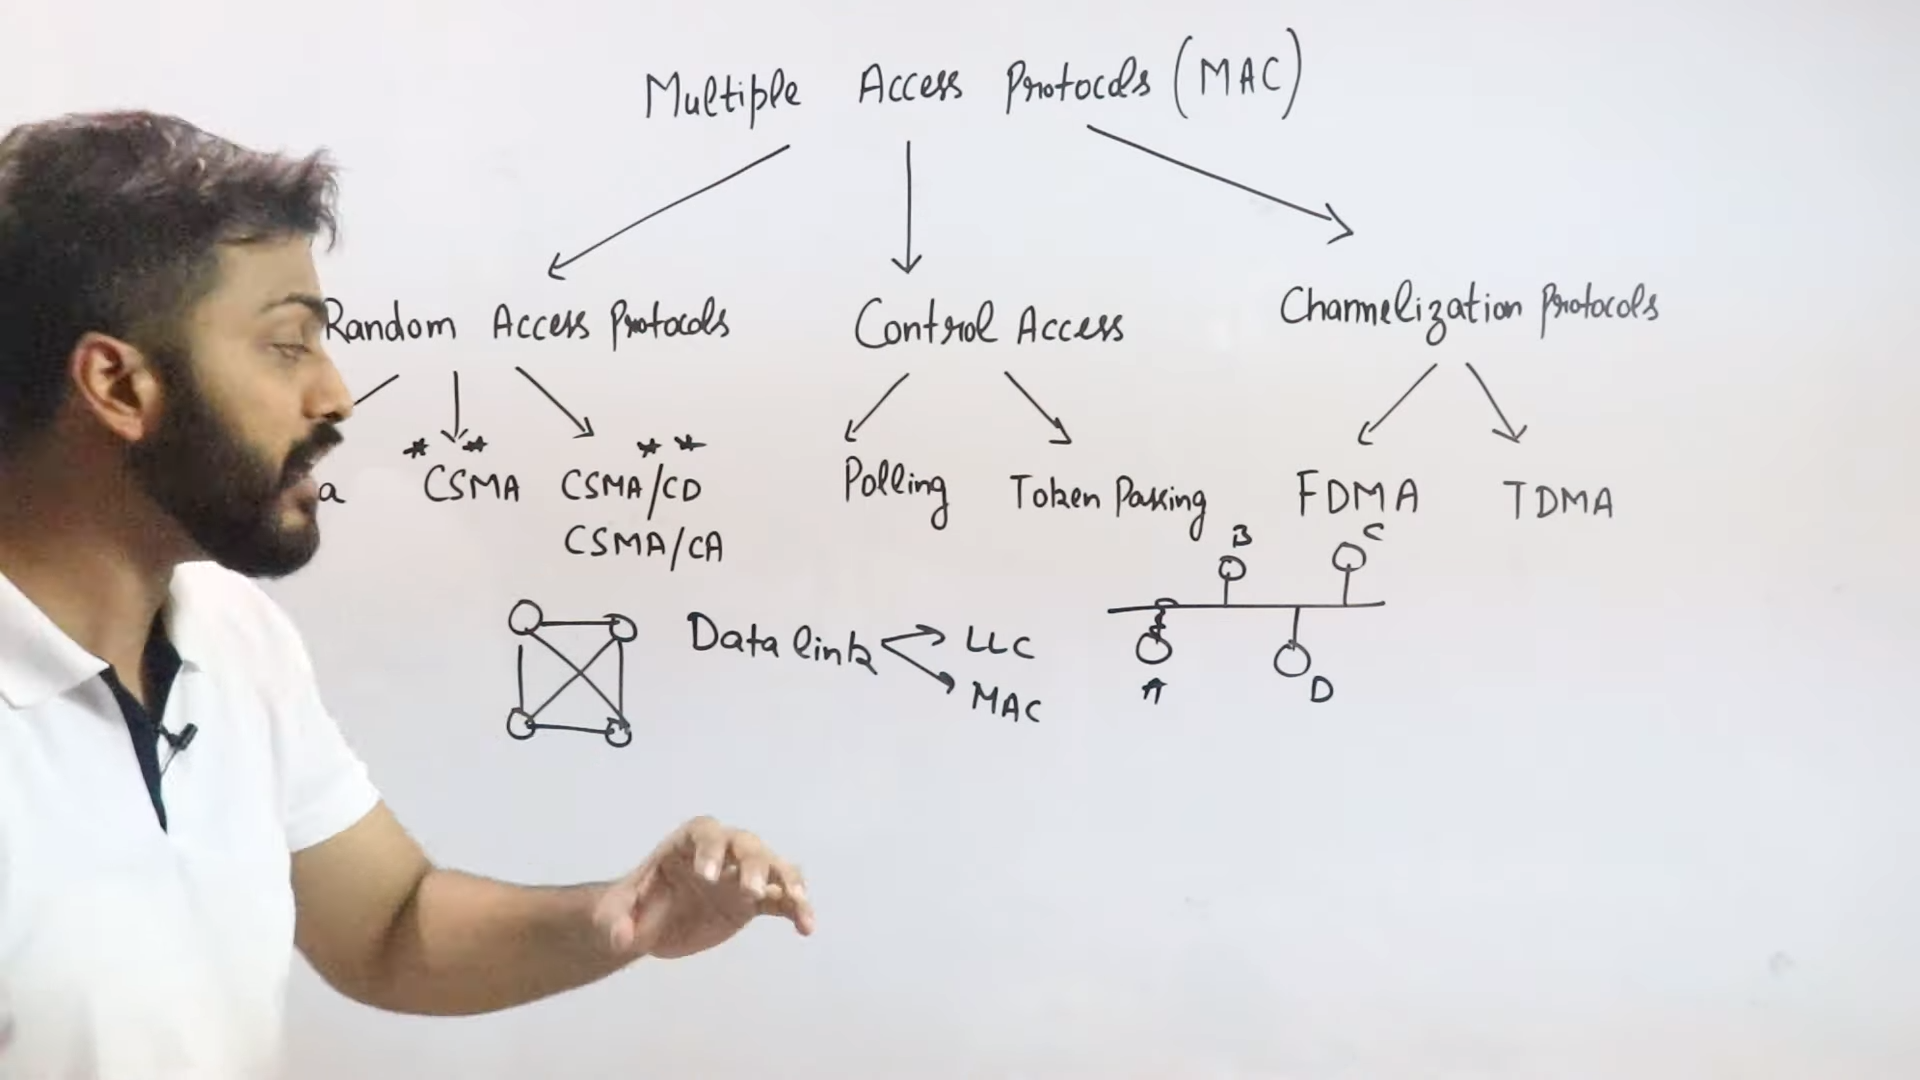 Multiple Access Protocols (MAC)
Random Access Protocols
Control Access
Channelization Protocols
a
CSMA
CSMA/CD
CSMA/CA
Polling
Token Passing
FDMA
TDMA
Data link
LLC
MAC
A
B
C
D